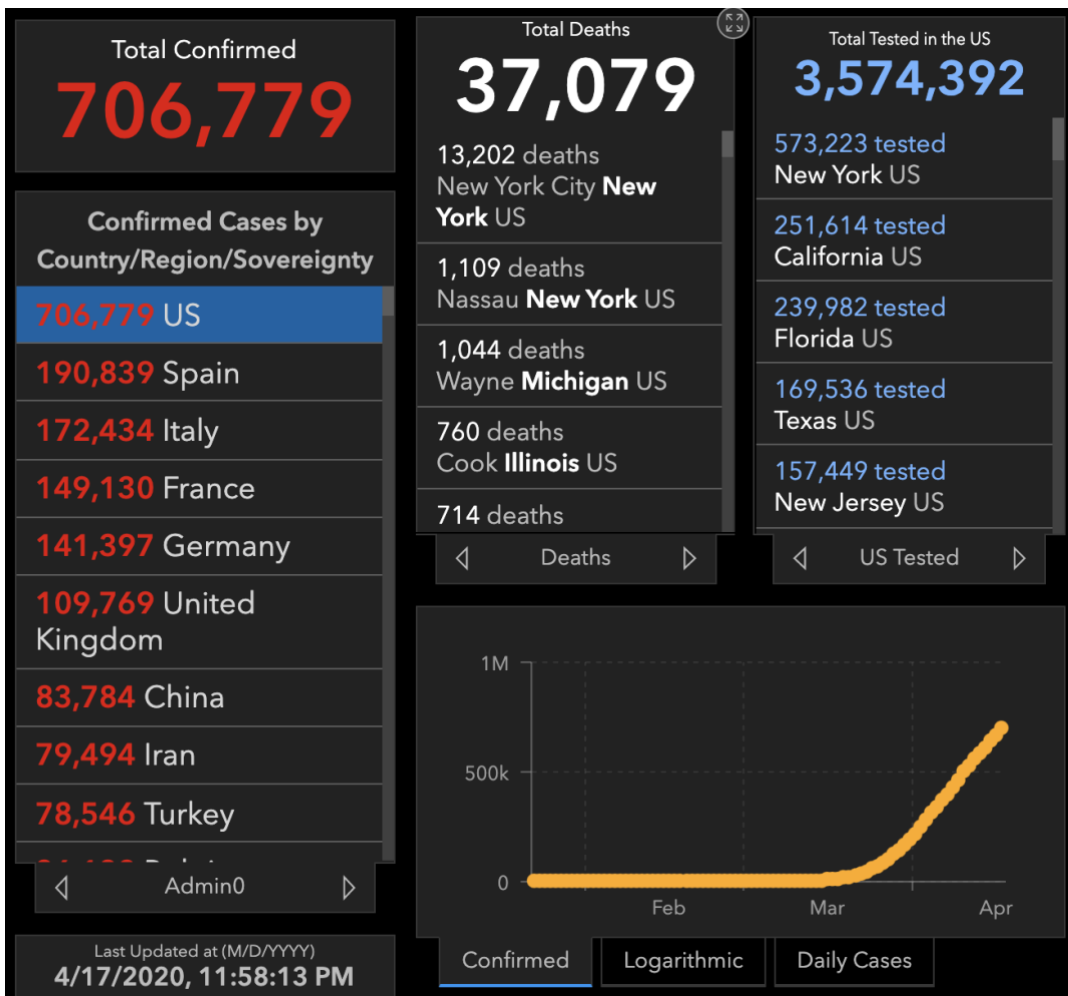 Total Confirmed
706,779
Confirmed Cases by
Country/Region/Sovereignty
706,779 US
190,839 Spain
172,434 Italy
149,130 France
141,397 Germany
109,769 United
Kingdom
83,784 China
79,494 Iran
78,546 Turkey
Admin0
Last Updated at (M/D/YYYY)
4/17/2020, 11:58:13 PM
Total Deaths
37,079
13,202 deaths
New York City New
York US
1,109 deaths
Nassau New York US
1,044 deaths
Wayne Michigan US
760 deaths
Cook Illinois US
714 deaths
Deaths
Total Tested in the US
3,574,392
573,223 tested
New York US
251,614 tested
California US
239,982 tested
Florida US
169,536 tested
Texas US
157,449 tested
New Jersey US
US Tested
1M
500k
0
Feb Mar Apr
Confirmed Logarithmic Daily Cases